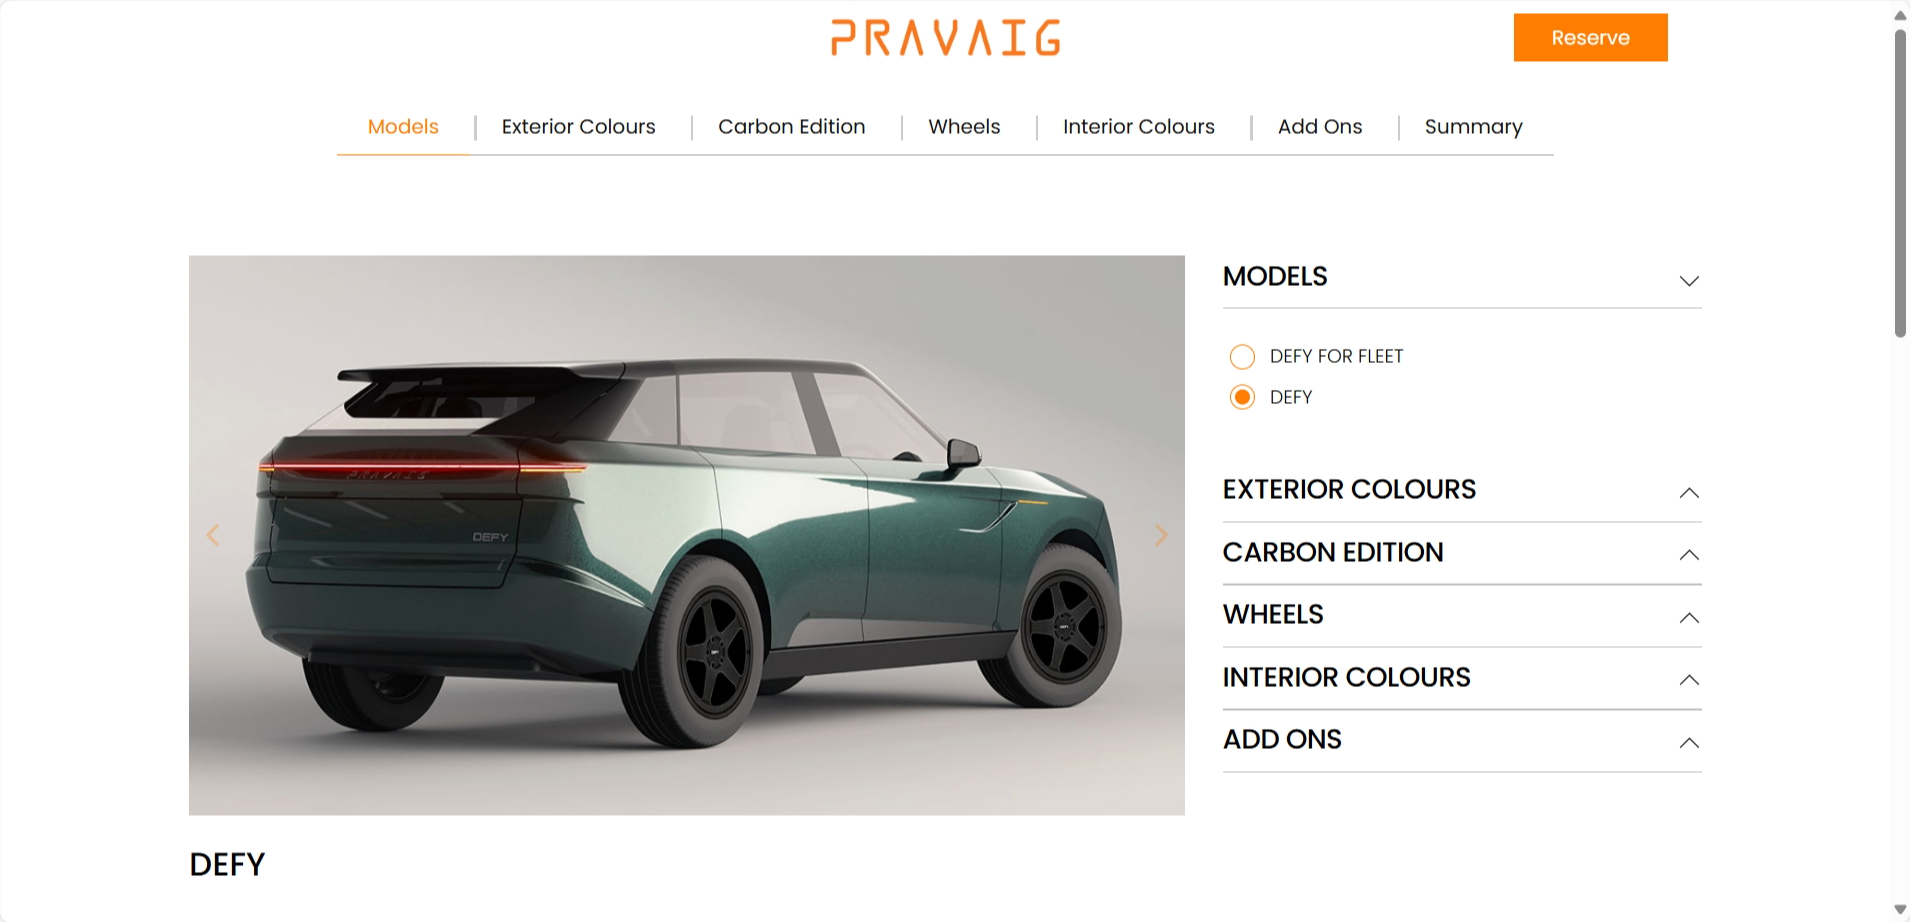 PRAVAIG
Reserve
Models
Exterior Colours
Carbon Edition
Wheels
Interior Colours
Add Ons
Summary
PRAVAIG
DEFY
MODELS
DEFY FOR FLEET
DEFY
EXTERIOR COLOURS
CARBON EDITION
WHEELS
INTERIOR COLOURS
ADD ONS
DEFY